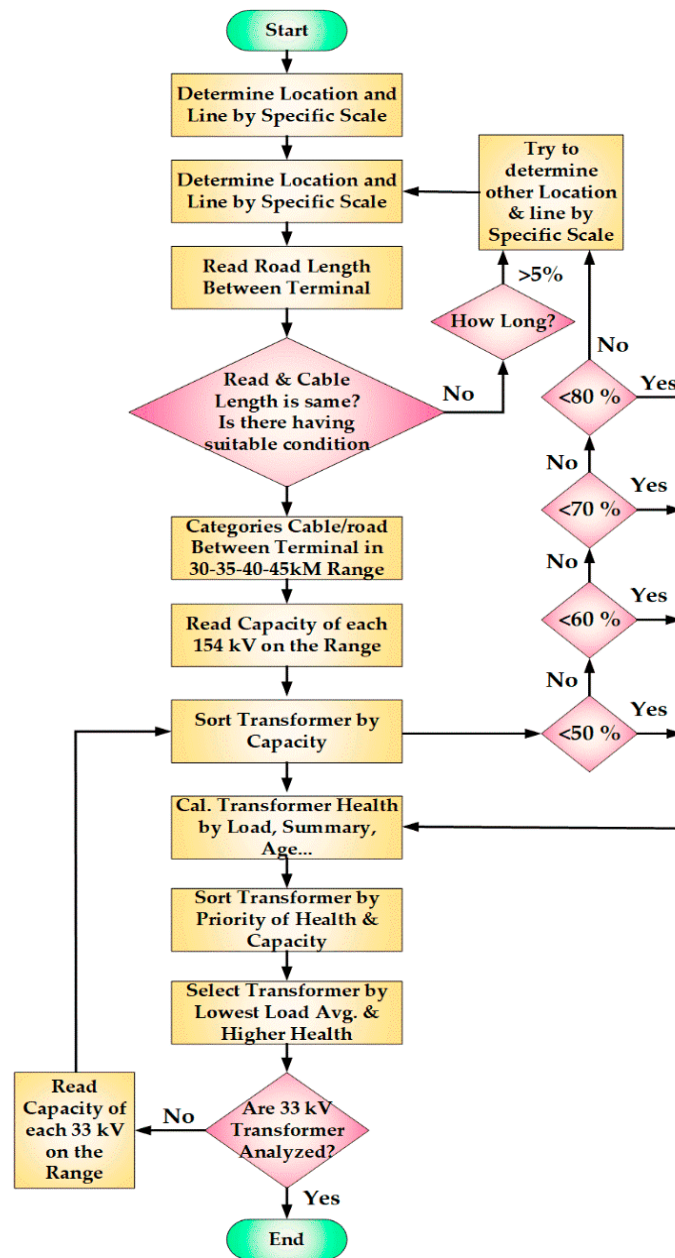 Start
Determine Location and
Line by Specific Scale
Determine Location and
Line by Specific Scale
Try to
determine
other Location
& line by
Specific Scale
Read Road Length
Between Terminal
>5%
How Long?
Read & Cable
Length is same?
Is there having
suitable condition
No
No
<80 %
Yes
No
<70 %
Yes
No
<60 %
Yes
No
<50 %
Yes
Categories Cable/road
Between Terminal in
30-35-40-45kM Range
Read Capacity of each
154 kV on the Range
Sort Transformer by
Capacity
Cal. Transformer Health
by Load, Summary,
Age...
Sort Transformer by
Priority of Health &
Capacity
Select Transformer by
Lowest Load Avg. &
Higher Health
Are 33 kV
Transformer
Analyzed?
No
Read
Capacity of
each 33 kV
on the
Range
Yes
End